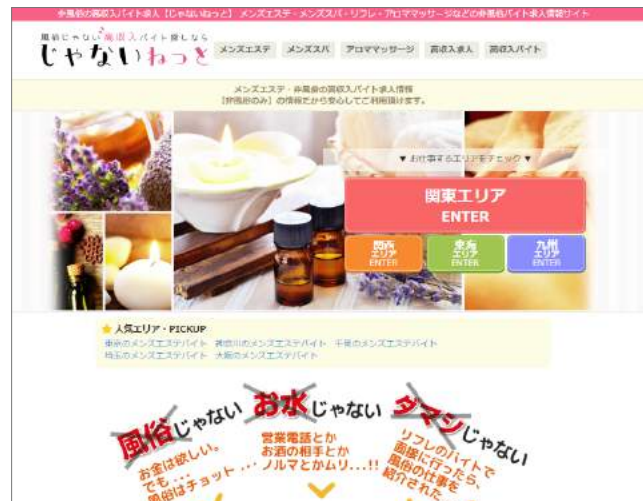 非風俗の高収入バイト求人【じゃないねっと】 メンズエステ・メンズスパ・リフレ・アロママッサージなどの非風俗バイト求人情報サイト
風俗じゃない高収入バイト探しなら
じゃないねっと
メンズエステ メンズスパ アロママッサージ 高収入求人 高収入バイト
メンズエステ・非風俗の高収入バイト求人情報
[非風俗のみ]の情報だから安心してご利用頂けます。
▼ お仕事するエリアをチェック ▼
関東エリア
ENTER
関西
エリア
ENTER
東海
エリア
ENTER
九州
エリア
ENTER
人気エリア・PICKUP
東京のメンズエステバイト 神奈川のメンズエステバイト 千葉のメンズエステバイト
埼玉のメンズエステバイト 大阪のメンズエステバイト
風俗じゃない
お金は欲しい。
でも...
風俗はチョット...
お水じゃない
営業電話とか
お酒の相手とか
ノルマとかムリ...!!
ダマシじゃない
リフレのバイトで
面接に行ったら、
風俗の仕事を
紹介された